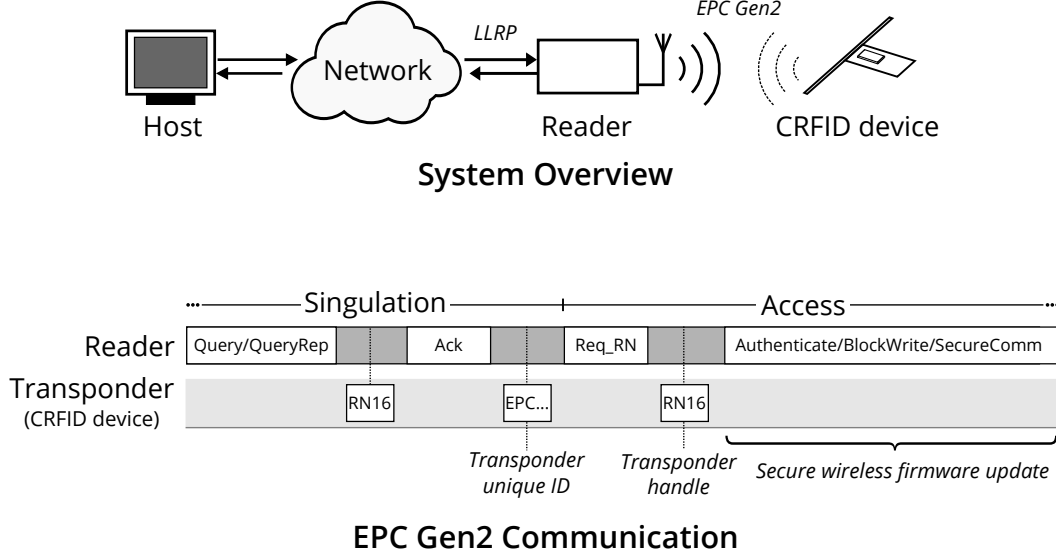 EPC Gen2
LLRP
Network
Host
Reader
CRFID device
System Overview
Singulation
Access
Reader
Query/QueryRep
Ack
Req_RN
Authenticate/BlockWrite/SecureComm
Transponder
(CRFID device)
RN16
EPC...
RN16
Transponder
unique ID
Transponder
handle
Secure wireless firmware update
EPC Gen2 Communication